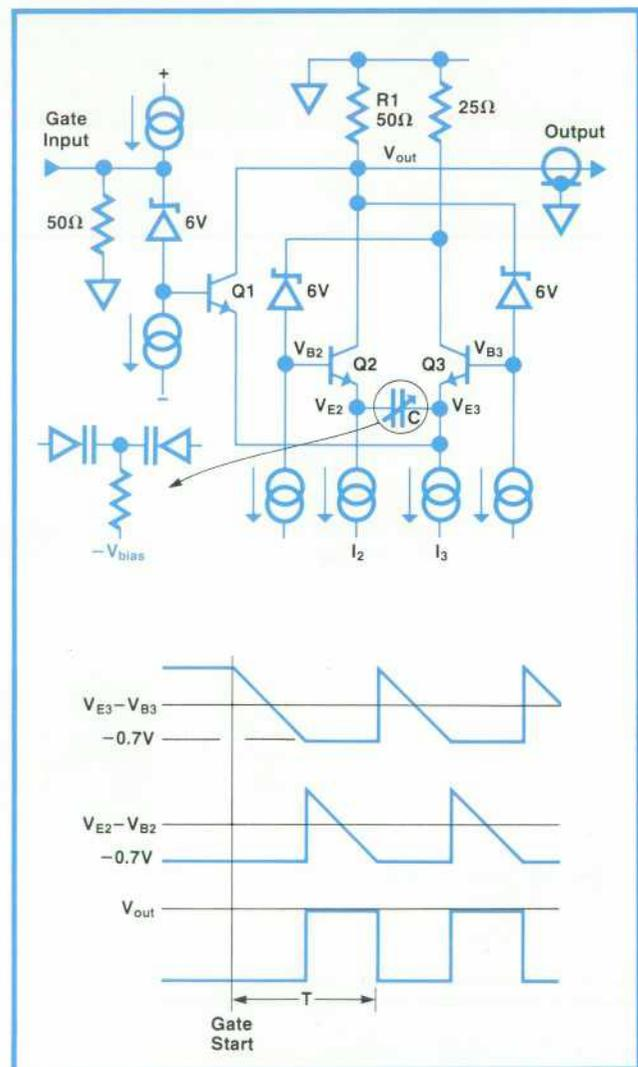 +
Gate
Input
50Ω
6V
–
Q1
R1
50Ω
25Ω
Output
Vout
6V
6V
VB2
Q2
Q3
VB3
VE2
C
VE3
–Vbias
I2
I3
VE3–VB3
–0.7V
VE2–VB2
–0.7V
Vout
T
Gate
Start